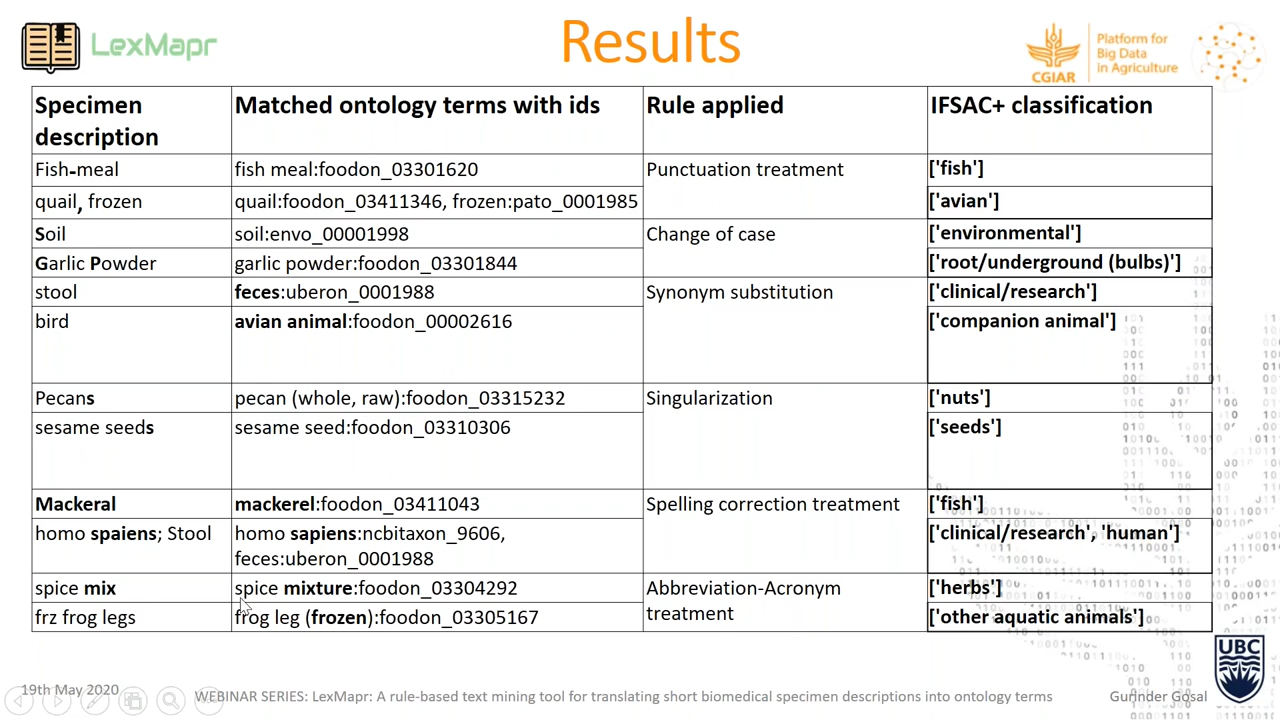 LexMapr
Results
CGIAR
Platform for
Big Data
in Agriculture
Specimen
description
Matched ontology terms with ids
Rule applied
IFSAC+ classification
Fish-meal
fish meal:foodon_03301620
Punctuation treatment
['fish']
quail, frozen
quail:foodon_03411346, frozen:pato_0001985
['avian']
Soil
soil:envo_00001998
Change of case
['environmental']
Garlic Powder
garlic powder:foodon_03301844
['root/underground (bulbs)']
stool
feces:uberon_0001988
Synonym substitution
['clinical/research']
bird
avian animal:foodon_00002616
['companion animal']
Pecans
pecan (whole, raw):foodon_03315232
Singularization
['nuts']
sesame seeds
sesame seed:foodon_03310306
['seeds']
Mackeral
mackerel:foodon_03411043
Spelling correction treatment
['fish']
homo spaiens; Stool
homo sapiens:ncbitaxon_9606,
feces:uberon_0001988
['clinical/research', 'human']
spice mix
spice mixture:foodon_03304292
Abbreviation-Acronym
treatment
['herbs']
frz frog legs
frog leg (frozen):foodon_03305167
['other aquatic animals']
UBC
19th May 2020
WEBINAR SERIES: LexMapr: A rule-based text mining tool for translating short biomedical specimen descriptions into ontology terms
Gurinder Gosal